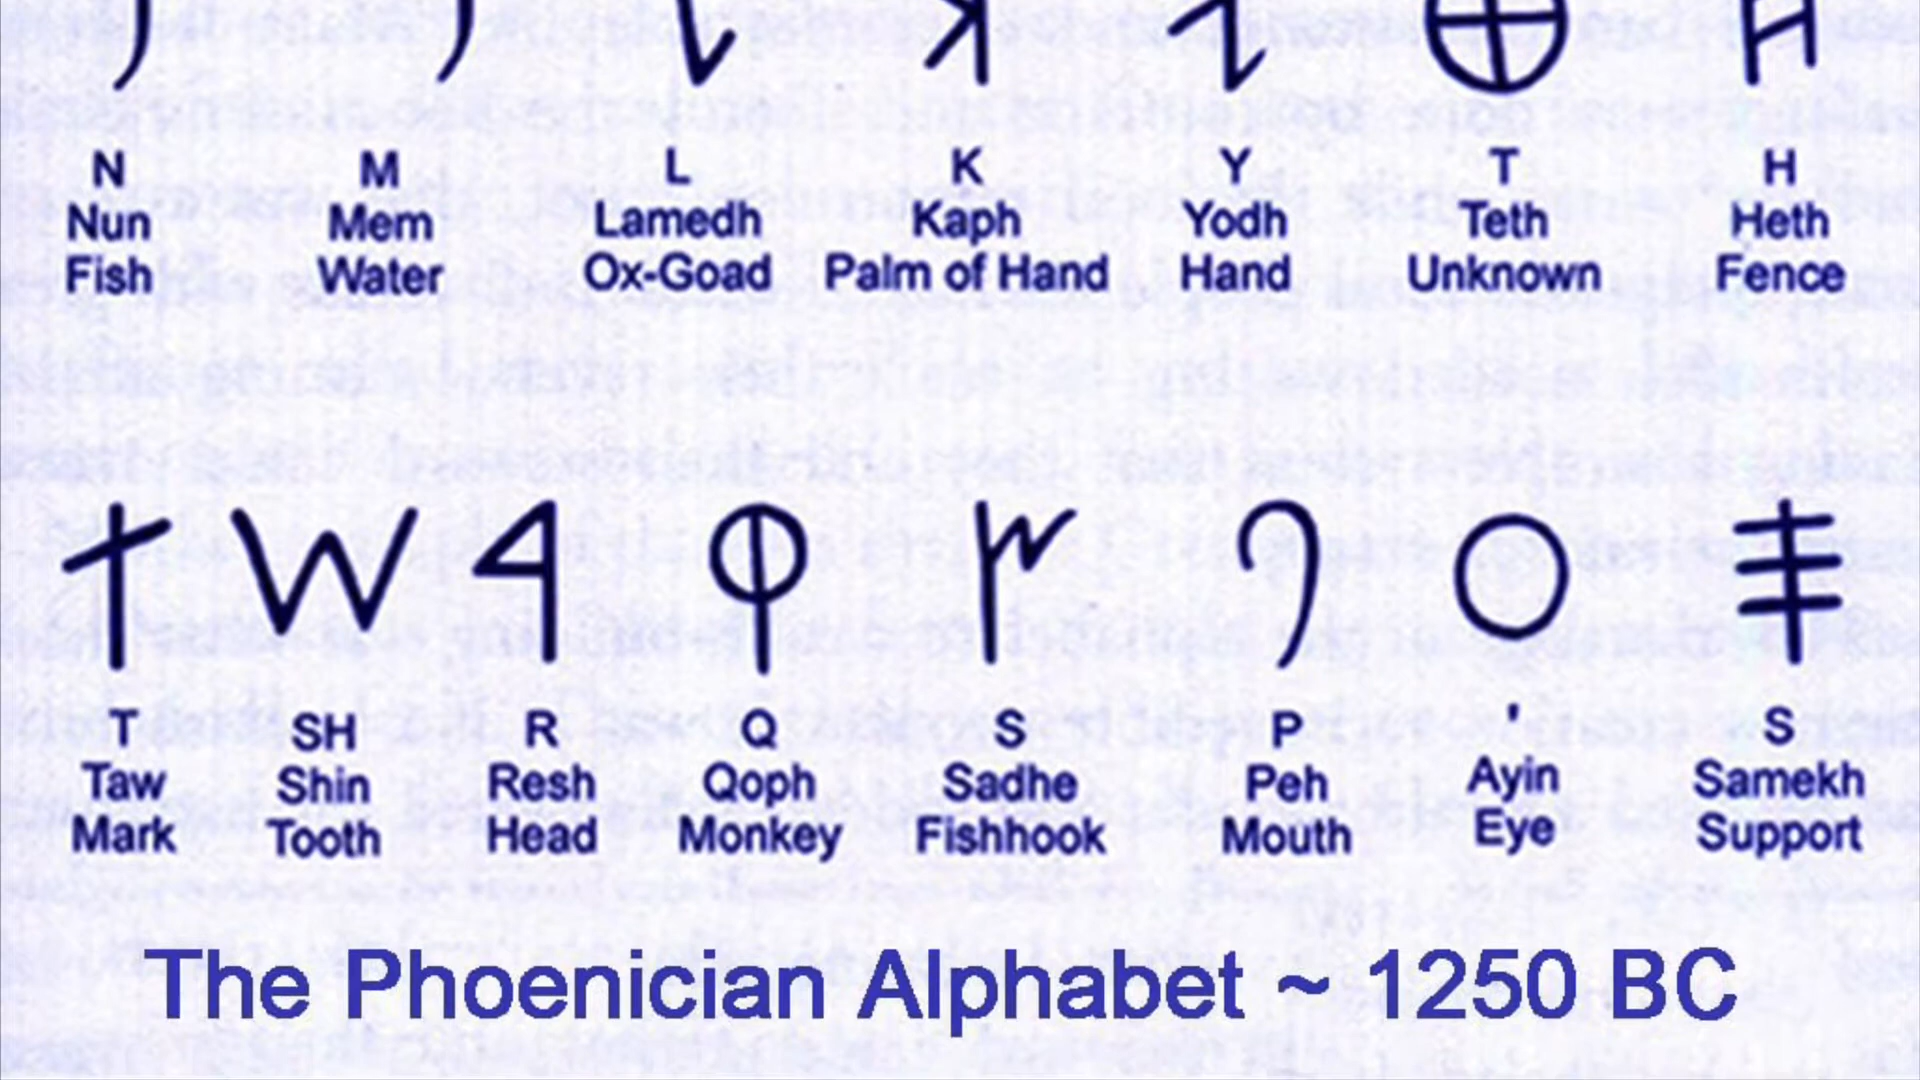 N M L K Y T H
Nun Mem Lamedh Kaph Yodh Teth Heth
Fish Water Ox-Goad Palm of Hand Hand Unknown Fence
𐤕 𐤔 𐤓 𐤒 𐤑 𐤐 𐤏 𐤎
T SH R Q S P ' S
Taw Shin Resh Qoph Sadhe Peh Ayin Samekh
Mark Tooth Head Monkey Fishhook Mouth Eye Support
The Phoenician Alphabet ~ 1250 BC